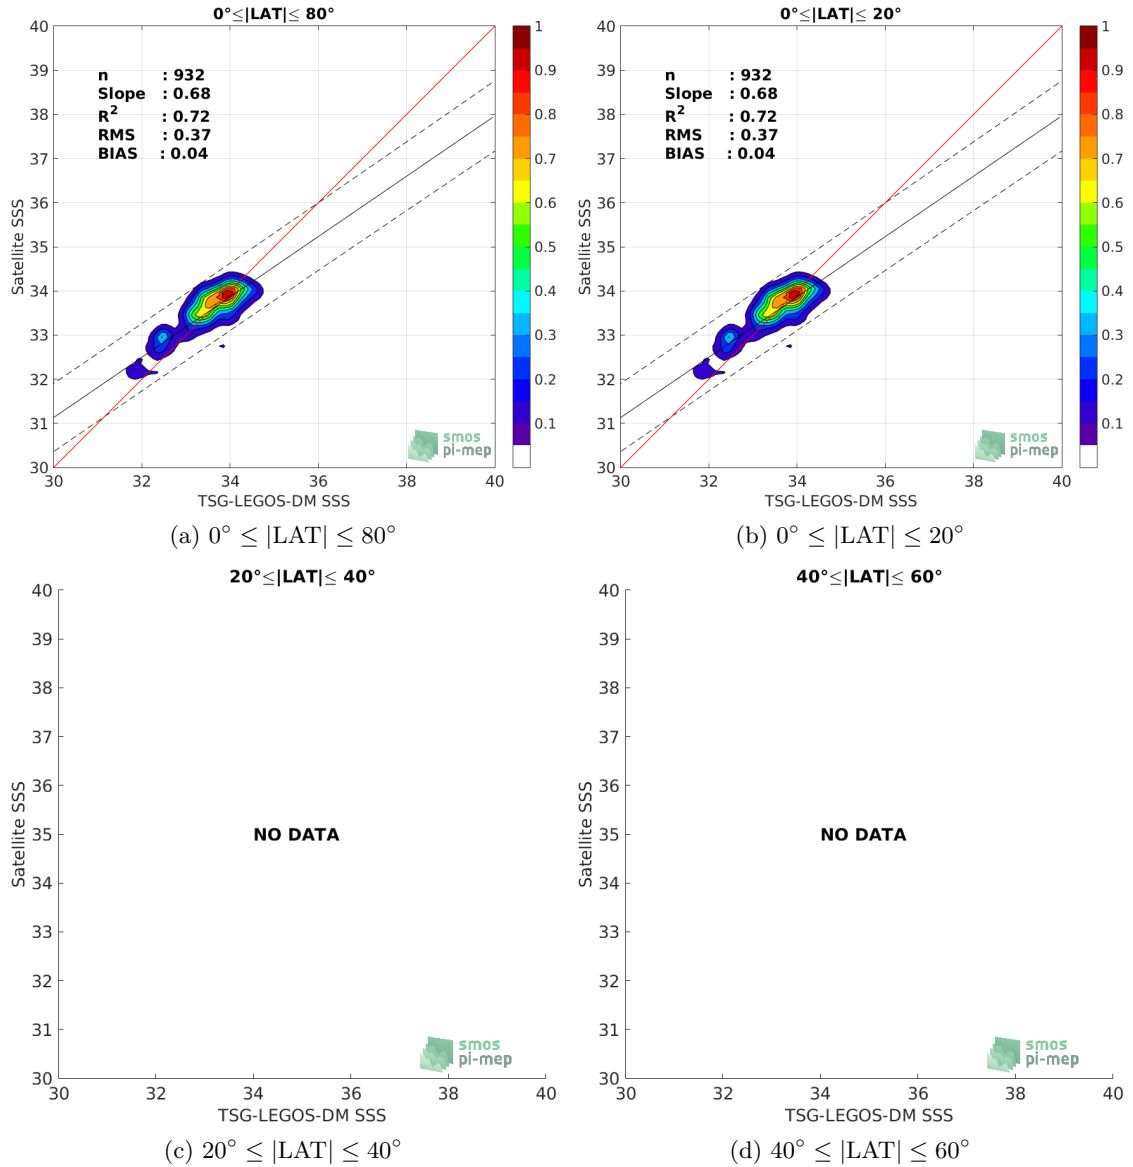 0°≤|LAT|≤ 80°
40
39
38
37
36
35
34
33
32
31
30
Satellite SSS
n : 932
Slope : 0.68
R² : 0.72
RMS : 0.37
BIAS : 0.04
smos
pi-mep
30 32 34 36 38 40
TSG-LEGOS-DM SSS
1
0.9
0.8
0.7
0.6
0.5
0.4
0.3
0.2
0.1
(a) 0° ≤ |LAT| ≤ 80°
0°≤|LAT|≤ 20°
40
39
38
37
36
35
34
33
32
31
30
Satellite SSS
n : 932
Slope : 0.68
R² : 0.72
RMS : 0.37
BIAS : 0.04
smos
pi-mep
30 32 34 36 38 40
TSG-LEGOS-DM SSS
1
0.9
0.8
0.7
0.6
0.5
0.4
0.3
0.2
0.1
(b) 0° ≤ |LAT| ≤ 20°
20°≤|LAT|≤ 40°
40
39
38
37
36
35
34
33
32
31
30
Satellite SSS
NO DATA
smos
pi-mep
30 32 34 36 38 40
TSG-LEGOS-DM SSS
(c) 20° ≤ |LAT| ≤ 40°
40°≤|LAT|≤ 60°
40
39
38
37
36
35
34
33
32
31
30
Satellite SSS
NO DATA
smos
pi-mep
30 32 34 36 38 40
TSG-LEGOS-DM SSS
(d) 40° ≤ |LAT| ≤ 60°